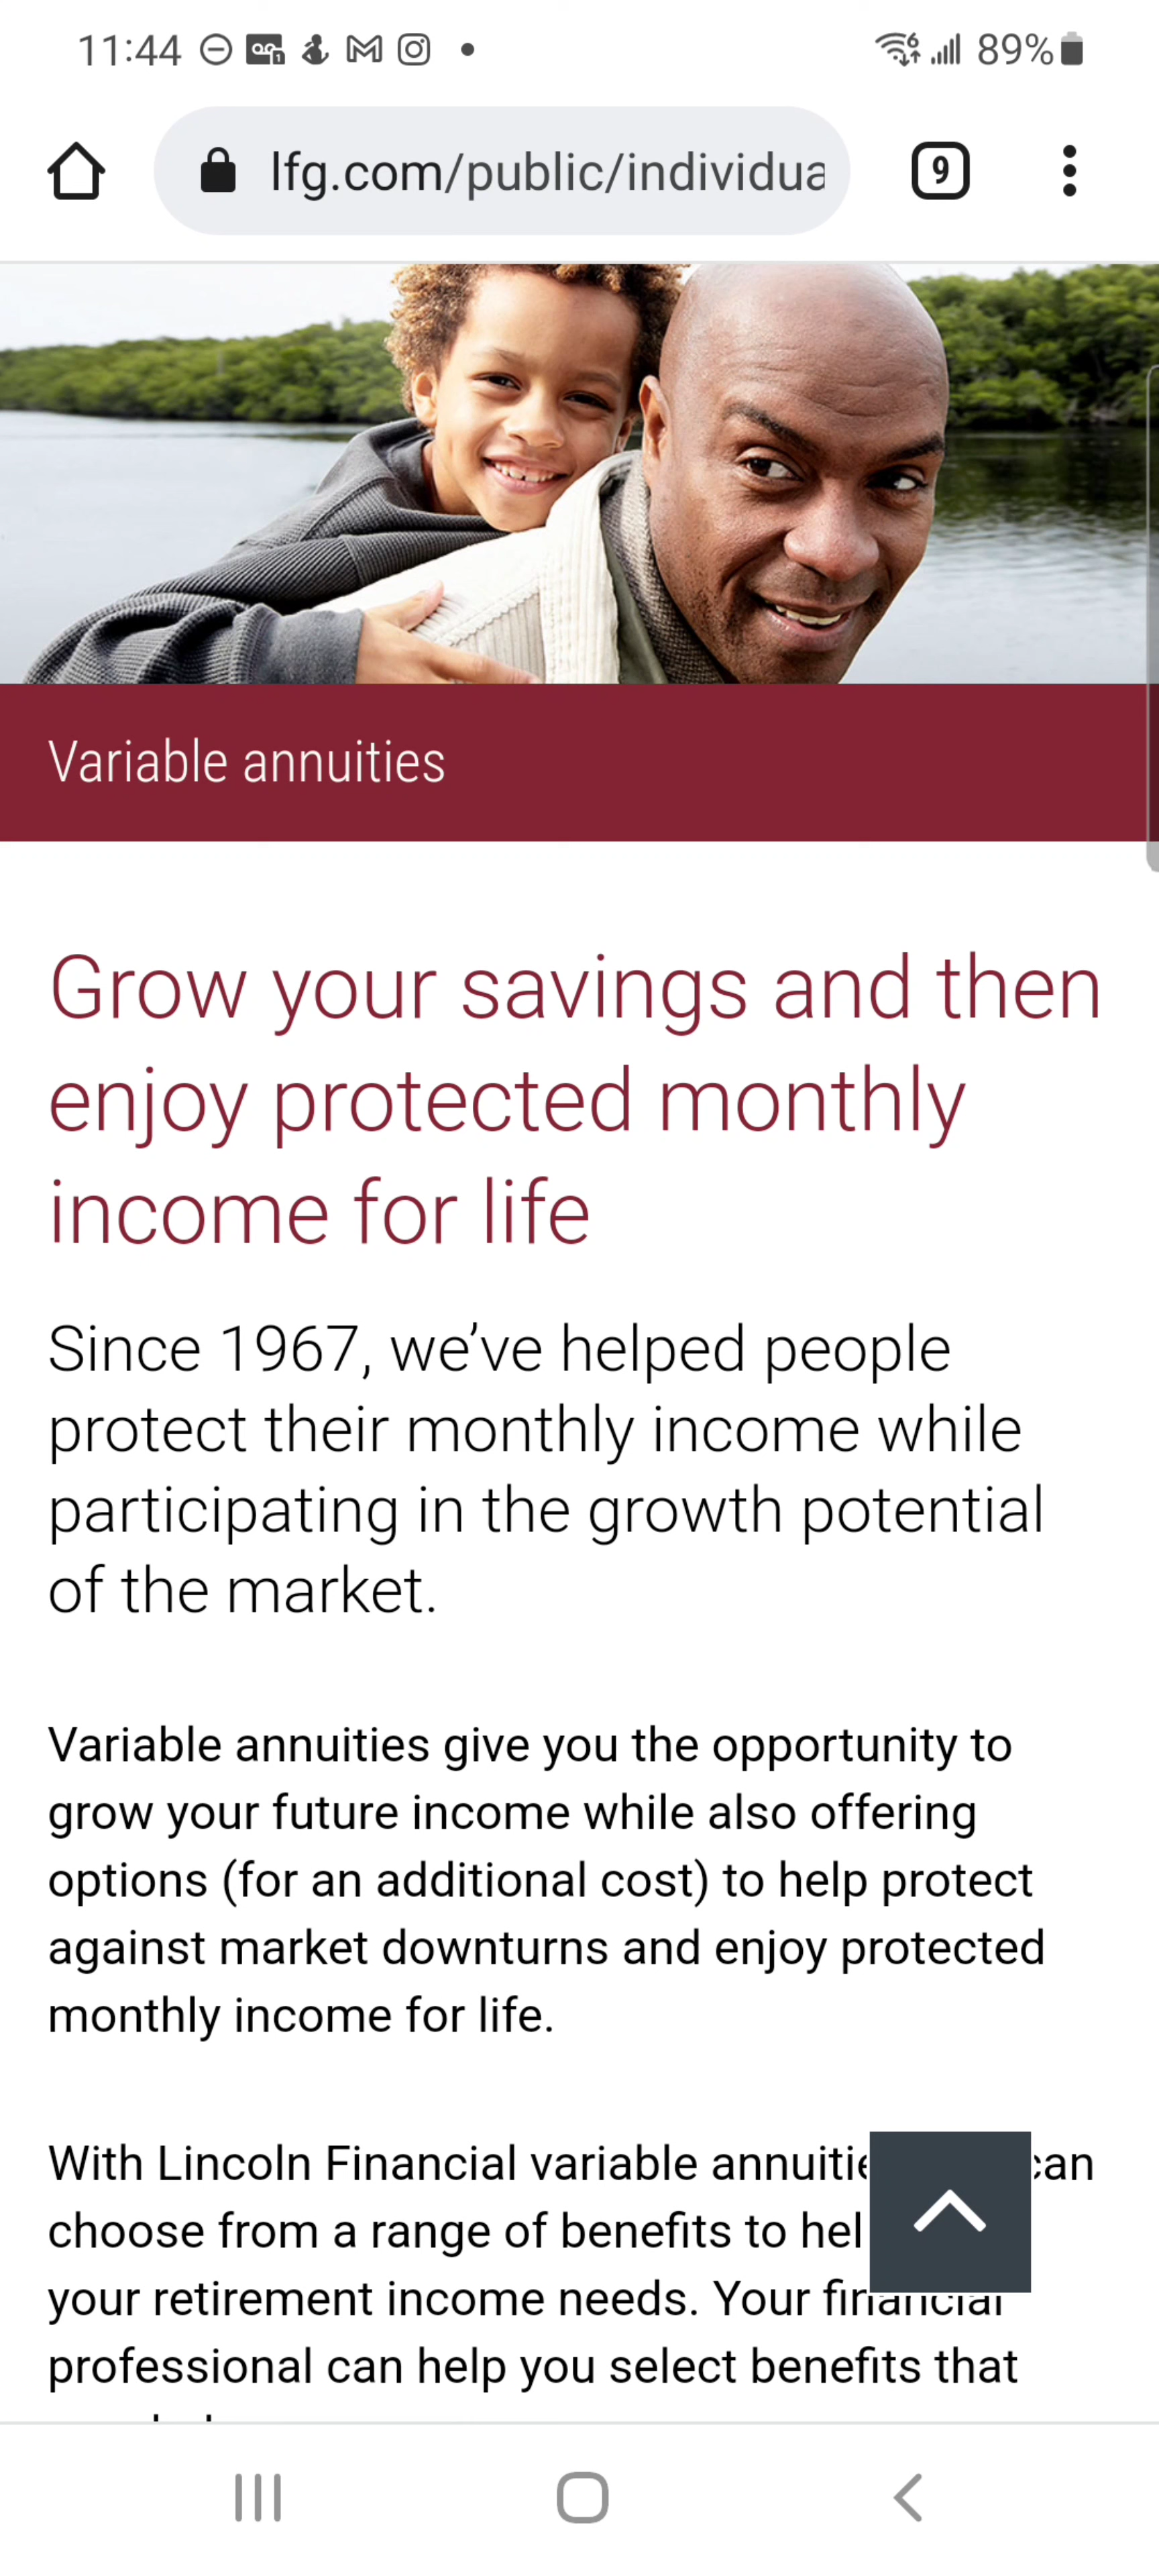 11:44
89%
lfg.com/public/individua
9
Variable annuities
Grow your savings and then
enjoy protected monthly
income for life
Since 1967, we’ve helped people
protect their monthly income while
participating in the growth potential
of the market.
Variable annuities give you the opportunity to
grow your future income while also offering
options (for an additional cost) to help protect
against market downturns and enjoy protected
monthly income for life.
With Lincoln Financial variable annuitie can
choose from a range of benefits to hel
your retirement income needs. Your financial
professional can help you select benefits that